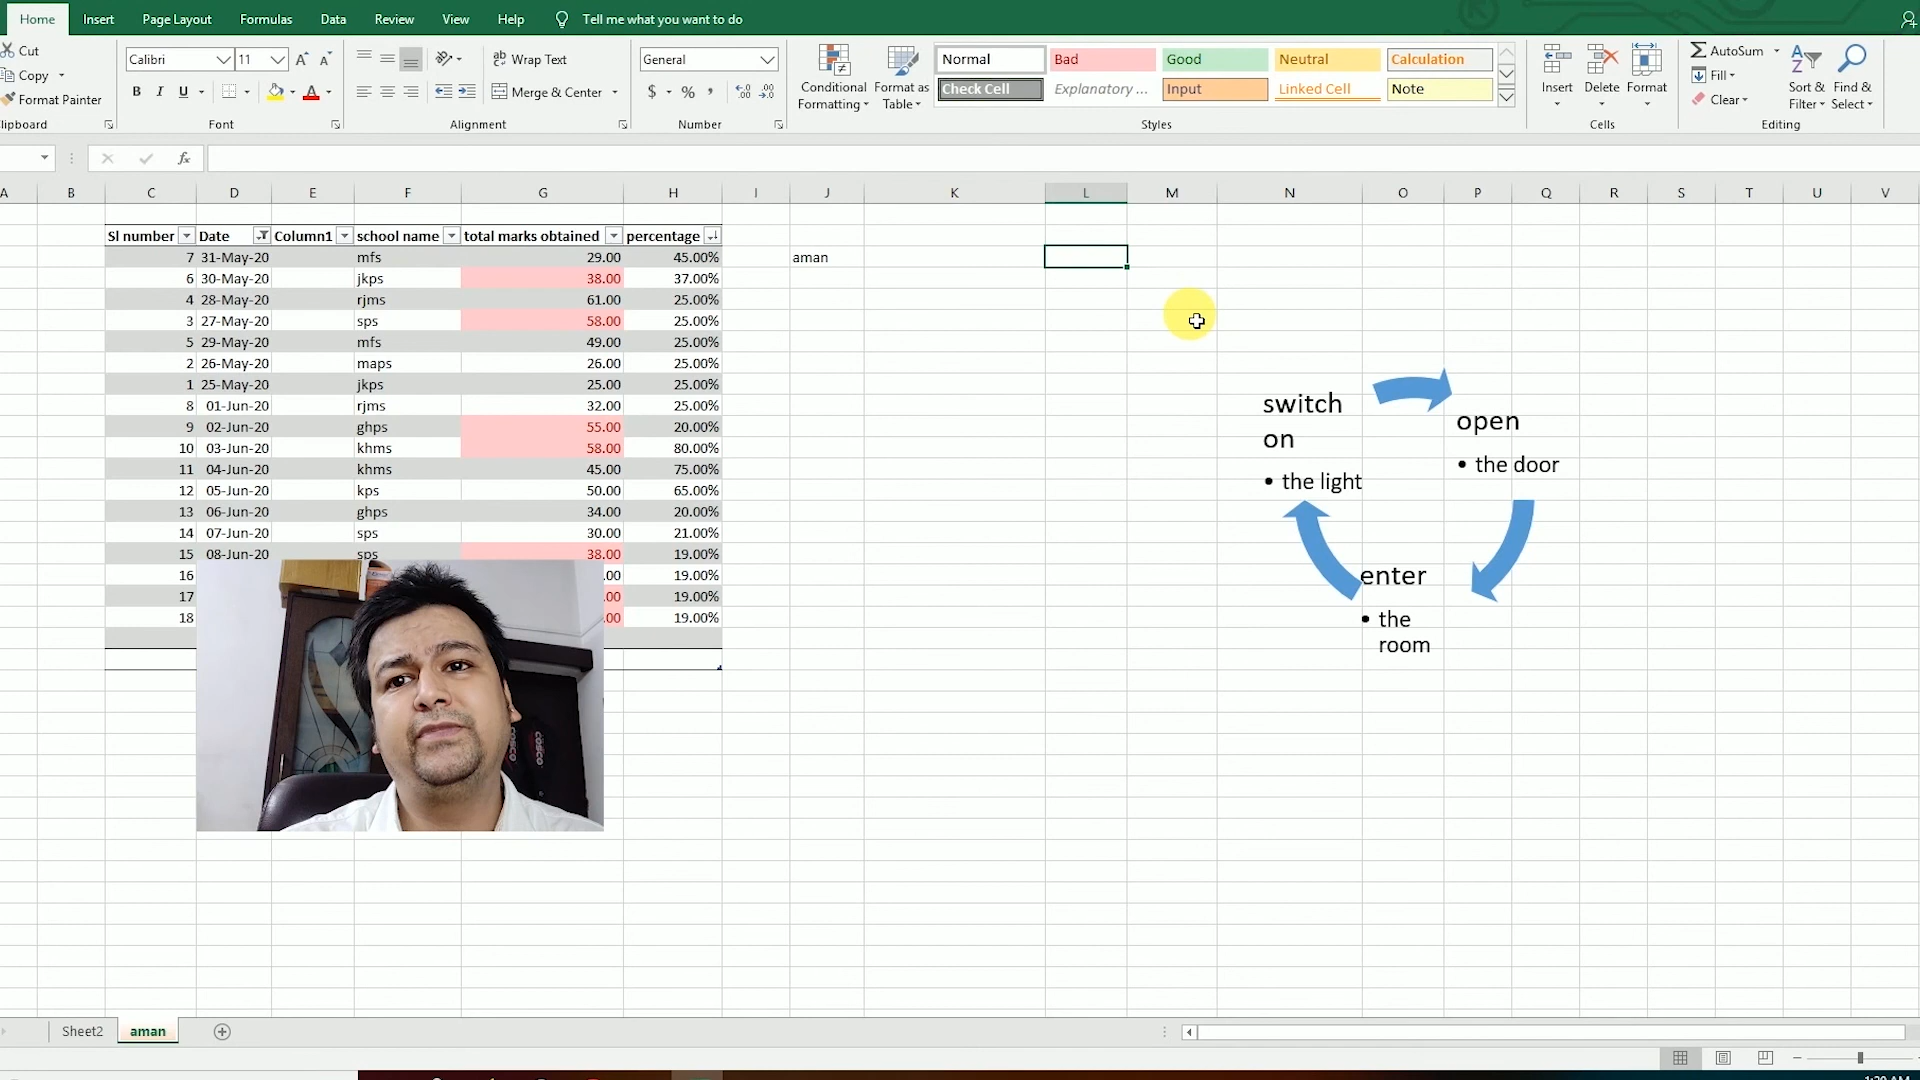 Home Insert Page Layout Formulas Data Review View Help Tell me what you want to do
Cut
Copy
Format Painter
Clipboard
Calibri 11
B I U
Font
Wrap Text
Merge & Center
Alignment
General
$ % ,
Number
Conditional Formatting
Format as Table
Normal Bad Good Neutral Calculation
Check Cell Explanatory ... Input Linked Cell Note
Styles
Insert Delete Format
Cells
AutoSum
Fill
Clear
Sort & Filter
Find & Select
Editing
fx
A B C D E F G H I J K L M N O P Q R S T U V
Sl number Date Column1 school name total marks obtained percentage
7 31-May-20 mfs 29.00 45.00% aman
6 30-May-20 jkps 38.00 37.00%
4 28-May-20 rjms 61.00 25.00%
3 27-May-20 sps 58.00 25.00%
5 29-May-20 mfs 49.00 25.00%
2 26-May-20 maps 26.00 25.00%
1 25-May-20 jkps 25.00 25.00%
8 01-Jun-20 rjms 32.00 25.00%
9 02-Jun-20 ghps 55.00 20.00%
10 03-Jun-20 khms 58.00 80.00%
11 04-Jun-20 khms 45.00 75.00%
12 05-Jun-20 kps 50.00 65.00%
13 06-Jun-20 ghps 34.00 20.00%
14 07-Jun-20 sps 30.00 21.00%
15 08-Jun-20 sps 38.00 19.00%
16 .00 19.00%
17 .00 19.00%
18 .00 19.00%
switch
on
• the light
open
• the door
enter
• the
room
COSCO
COSCO
Sheet2 aman